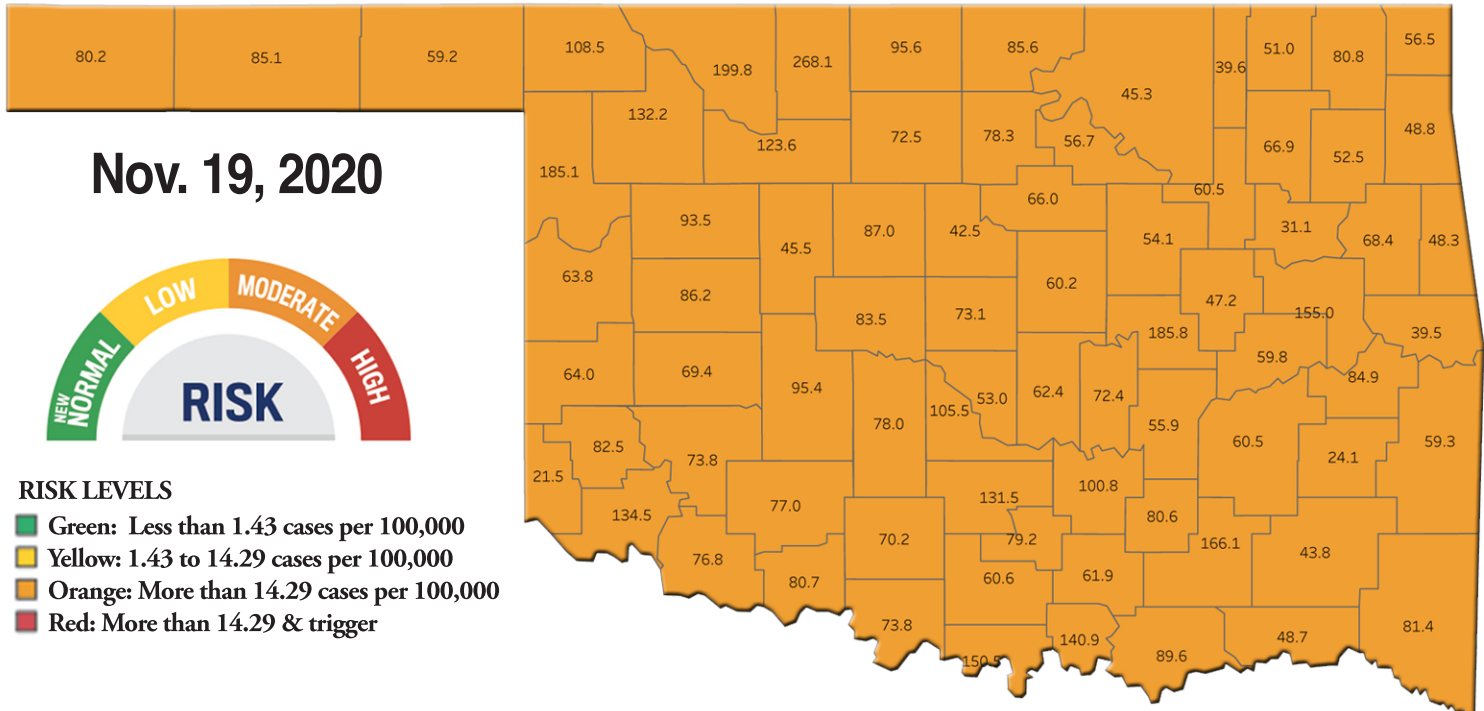 80.2 85.1 59.2 108.5 199.8 268.1 95.6 85.6 45.3 39.6 51.0 80.8 56.5
132.2 123.6 72.5 78.3 56.7 66.9 52.5 48.8
Nov. 19, 2020
185.1 93.5 45.5 87.0 42.5 66.0 54.1 60.5 31.1 68.4 48.3
63.8 86.2 83.5 73.1 60.2 185.8 47.2 155.0 39.5
64.0 69.4 95.4 78.0 105.5 53.0 62.4 72.4 55.9 59.8 84.9
NEW NORMAL
LOW
MODERATE
HIGH
RISK
82.5 73.8 60.5 24.1 59.3
21.5 134.5 77.0 131.5 100.8 80.6 166.1 43.8
76.8 80.7 70.2 79.2 60.6 61.9
73.8 150.5 140.9 89.6 48.7 81.4
RISK LEVELS
Green: Less than 1.43 cases per 100,000
Yellow: 1.43 to 14.29 cases per 100,000
Orange: More than 14.29 cases per 100,000
Red: More than 14.29 & trigger